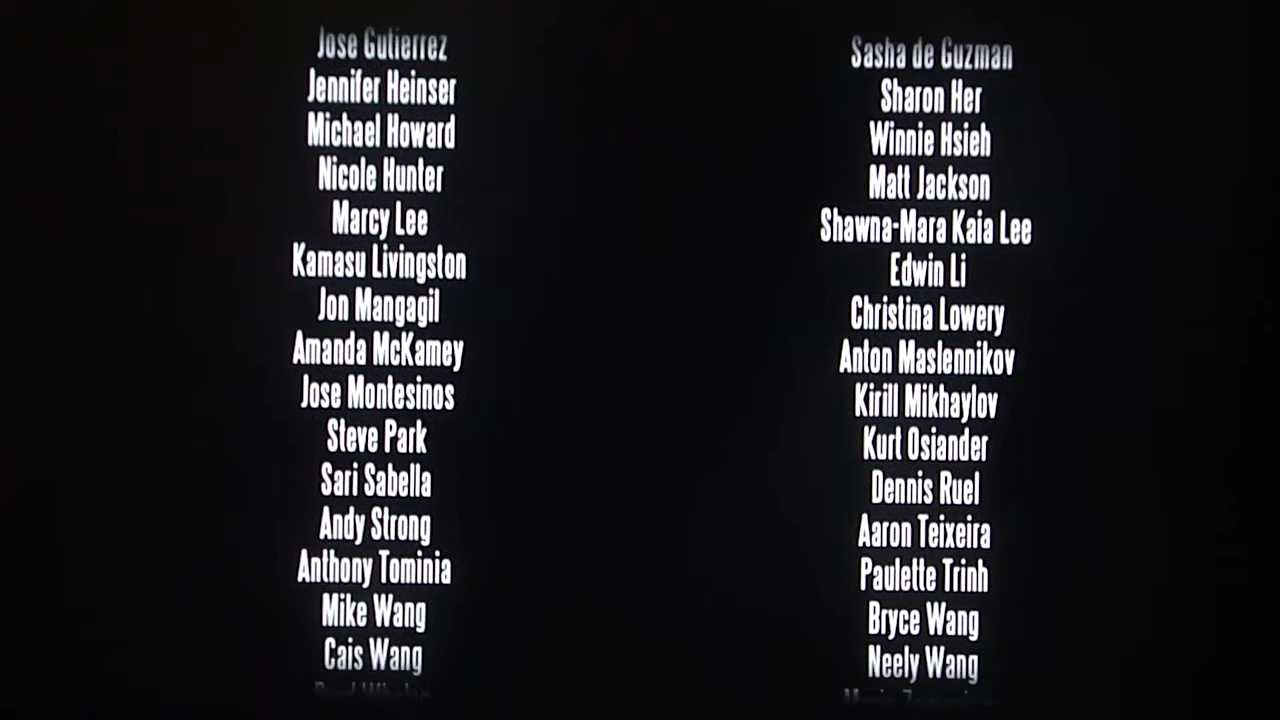 Jose Gutierrez
Jennifer Heinser
Michael Howard
Nicole Hunter
Marcy Lee
Kamasu Livingston
Jon Mangagil
Amanda McKamey
Jose Montesinos
Steve Park
Sari Sabella
Andy Strong
Anthony Tominia
Mike Wang
Cais Wang
Sasha de Guzman
Sharon Her
Winnie Hsieh
Matt Jackson
Shawna-Mara Kaia Lee
Edwin Li
Christina Lowery
Anton Maslennikov
Kirill Mikhaylov
Kurt Osiander
Dennis Ruel
Aaron Teixeira
Paulette Trinh
Bryce Wang
Neely Wang